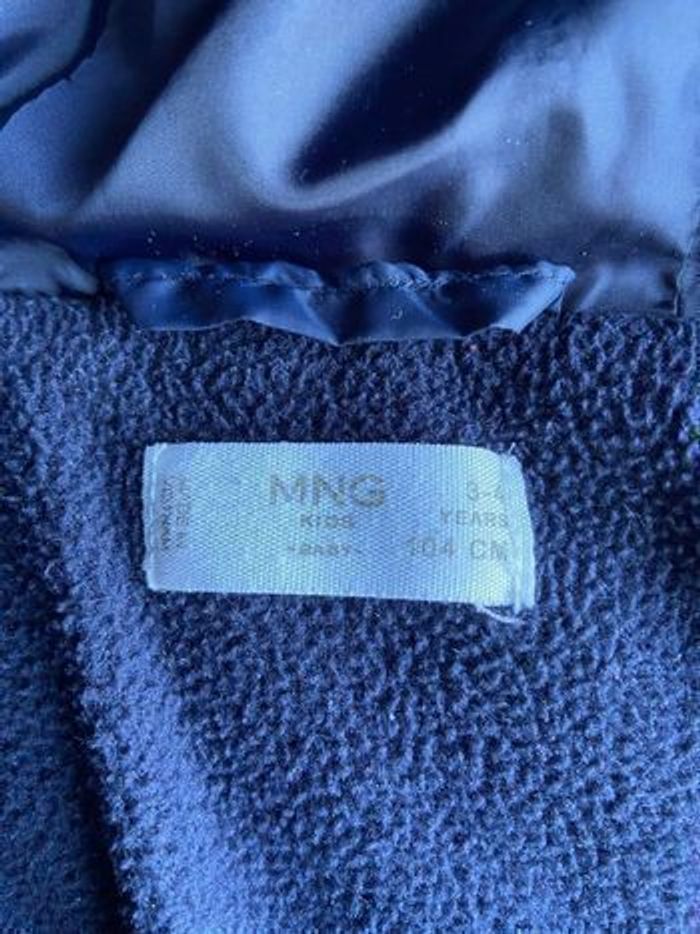 MNG
KIDS
-BABY-
3-4
YEARS
104 CM